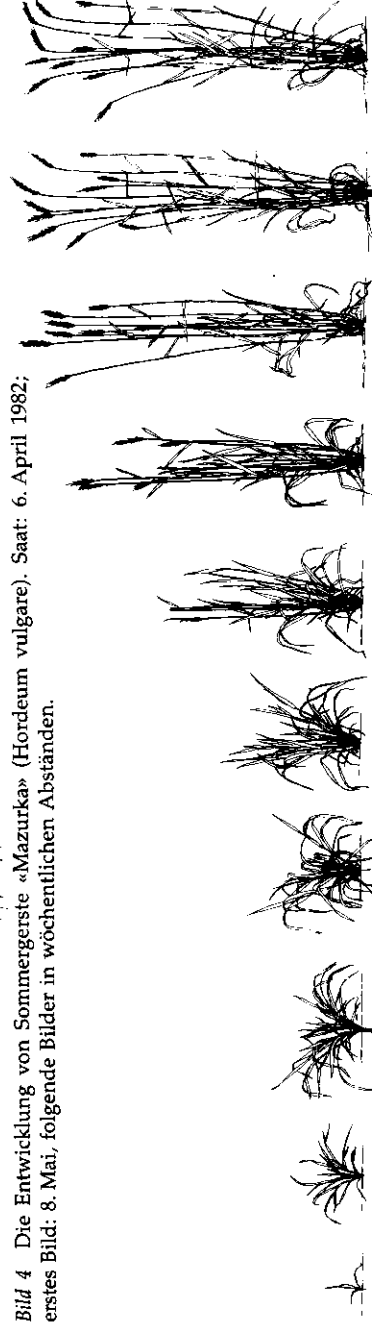 Bild 4 Die Entwicklung von Sommergerste «Mazurka» (Hordeum vulgare). Saat: 6. April 1982;
erstes Bild: 8. Mai, folgende Bilder in wöchentlichen Abständen.